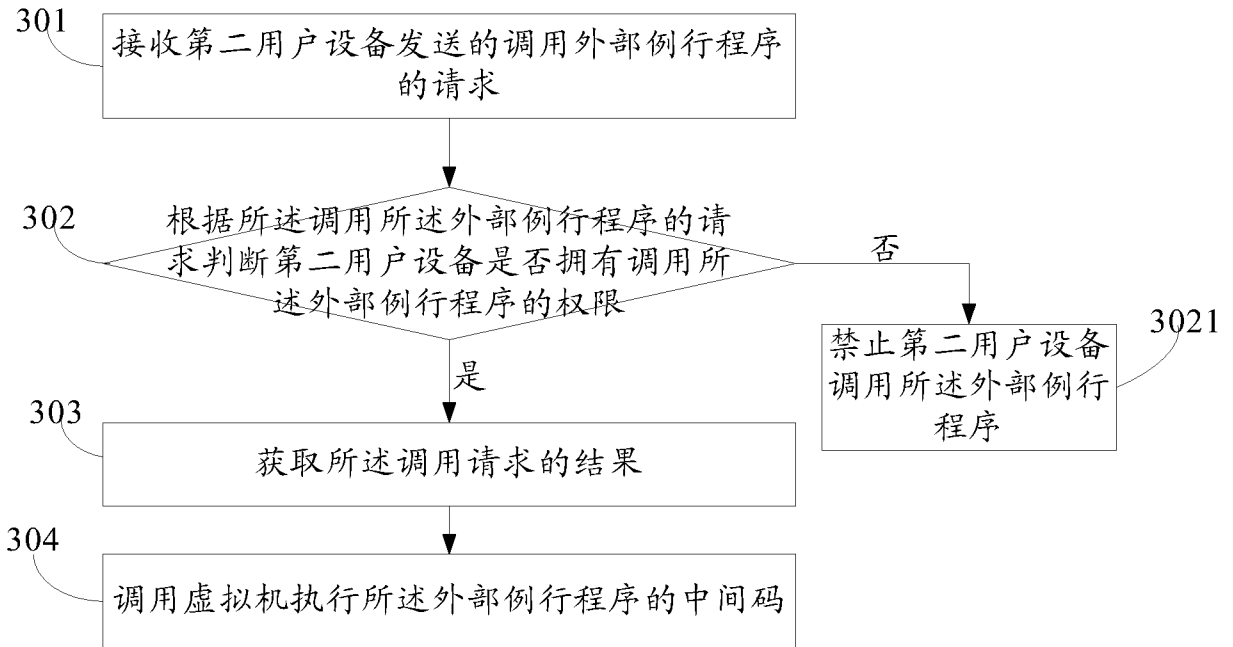 301
接收第二用户设备发送的调用外部例行程序
的请求
302
根据所述调用所述外部例行程序的请
求判断第二用户设备是否拥有调用所
述外部例行程序的权限
否
3021
禁止第二用户设备
调用所述外部例行
程序
是
303
获取所述调用请求的结果
304
调用虚拟机执行所述外部例行程序的中间码